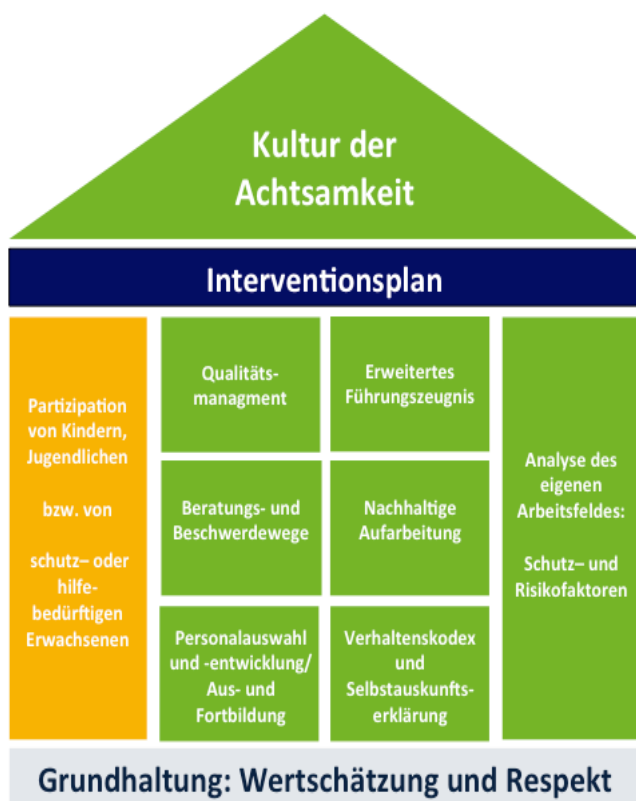 Kultur der
Achtsamkeit
Interventionsplan
Partizipation
von Kindern,
Jugendlichen
bzw. von
schutz– oder
hilfe-
bedürftigen
Erwachsenen
Qualitäts-
managment
Erweitertes
Führungszeugnis
Beratungs- und
Beschwerdewege
Nachhaltige
Aufarbeitung
Personalauswahl
und -entwicklung/
Aus- und
Fortbildung
Verhaltenskodex
und
Selbstauskunfts-
erklärung
Analyse des
eigenen
Arbeitsfeldes:
Schutz– und
Risikofaktoren
Grundhaltung: Wertschätzung und Respekt